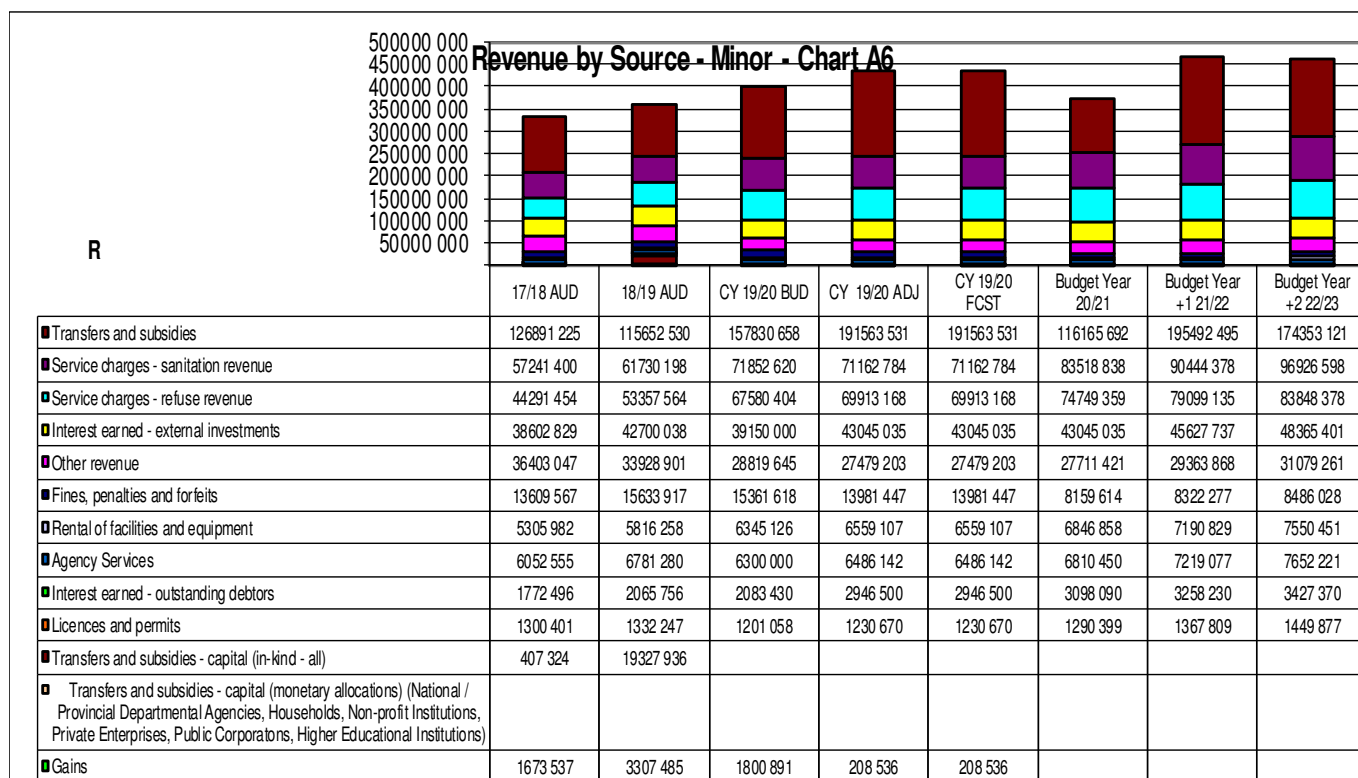 Revenue by Source - Minor - Chart A6
500000 000
450000 000
400000 000
350000 000
300000 000
250000 000
200000 000
150000 000
100000 000
50000 000
R
17/18 AUD 18/19 AUD CY 19/20 BUD CY 19/20 ADJ CY 19/20 FCST Budget Year 20/21 Budget Year +1 21/22 Budget Year +2 22/23
Transfers and subsidies 126891 225 115652 530 157830 658 191563 531 191563 531 116165 692 195492 495 174353 121
Service charges - sanitation revenue 57241 400 61730 198 71852 620 71162 784 71162 784 83518 838 90444 378 96926 598
Service charges - refuse revenue 44291 454 53357 564 67580 404 69913 168 69913 168 74749 359 79099 135 83848 378
Interest earned - external investments 38602 829 42700 038 39150 000 43045 035 43045 035 43045 035 45627 737 48365 401
Other revenue 36403 047 33928 901 28819 645 27479 203 27479 203 27711 421 29363 868 31079 261
Fines, penalties and forfeits 13609 567 15633 917 15361 618 13981 447 13981 447 8159 614 8322 277 8486 028
Rental of facilities and equipment 5305 982 5816 258 6345 126 6559 107 6559 107 6846 858 7190 829 7550 451
Agency Services 6052 555 6781 280 6300 000 6486 142 6486 142 6810 450 7219 077 7652 221
Interest earned - outstanding debtors 1772 496 2065 756 2083 430 2946 500 2946 500 3098 090 3258 230 3427 370
Licences and permits 1300 401 1332 247 1201 058 1230 670 1230 670 1290 399 1367 809 1449 877
Transfers and subsidies - capital (in-kind - all) 407 324 19327 936
Transfers and subsidies - capital (monetary allocations) (National /
Provincial Departmental Agencies, Households, Non-profit Institutions,
Private Enterprises, Public Corporatons, Higher Educational Institutions)
Gains 1673 537 3307 485 1800 891 208 536 208 536